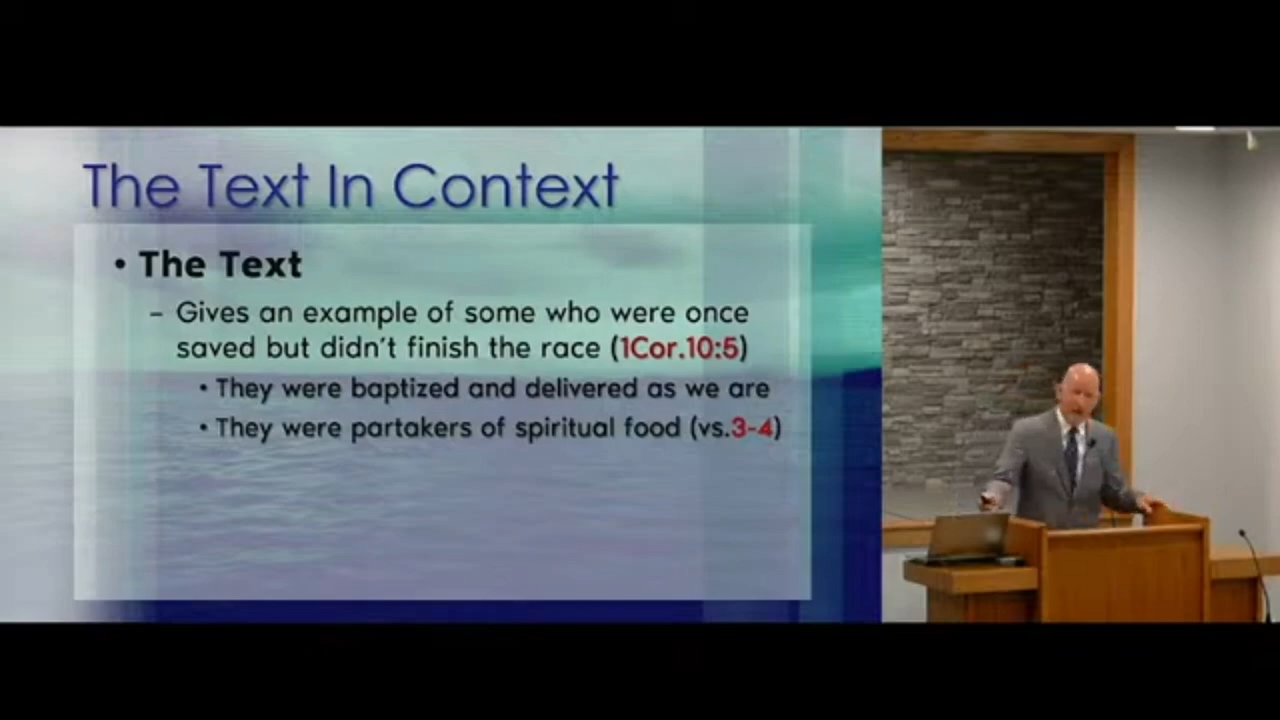 The Text In Context
• The Text
– Gives an example of some who were once
saved but didn't finish the race (1Cor.10:5)
• They were baptized and delivered as we are
• They were partakers of spiritual food (vs.3-4)